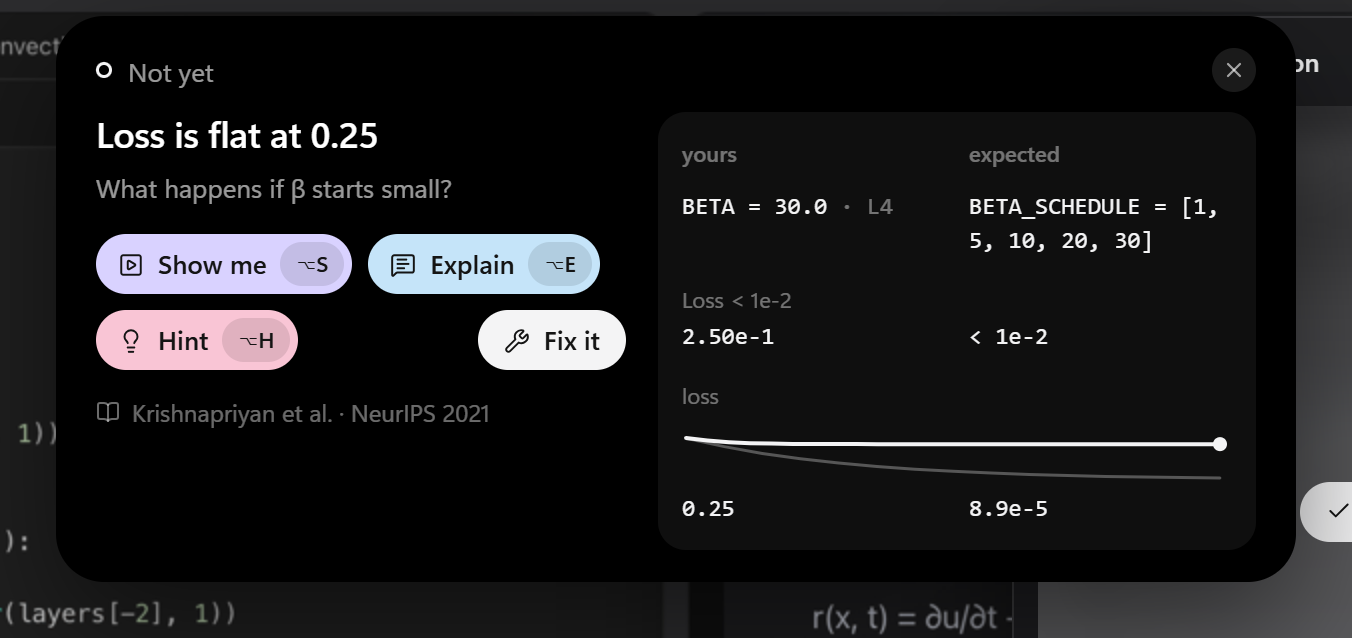 Not yet
Loss is flat at 0.25
What happens if β starts small?
Show me ⌥S
Explain ⌥E
Hint ⌥H
Fix it
Krishnapriyan et al. · NeurIPS 2021
yours
expected
BETA = 30.0 · L4
BETA_SCHEDULE = [1,
5, 10, 20, 30]
Loss < 1e-2
2.50e-1
< 1e-2
loss
0.25
8.9e-5
nvect
on
1))
):
(layers[-2], 1))
r(x, t) = ∂u/∂t